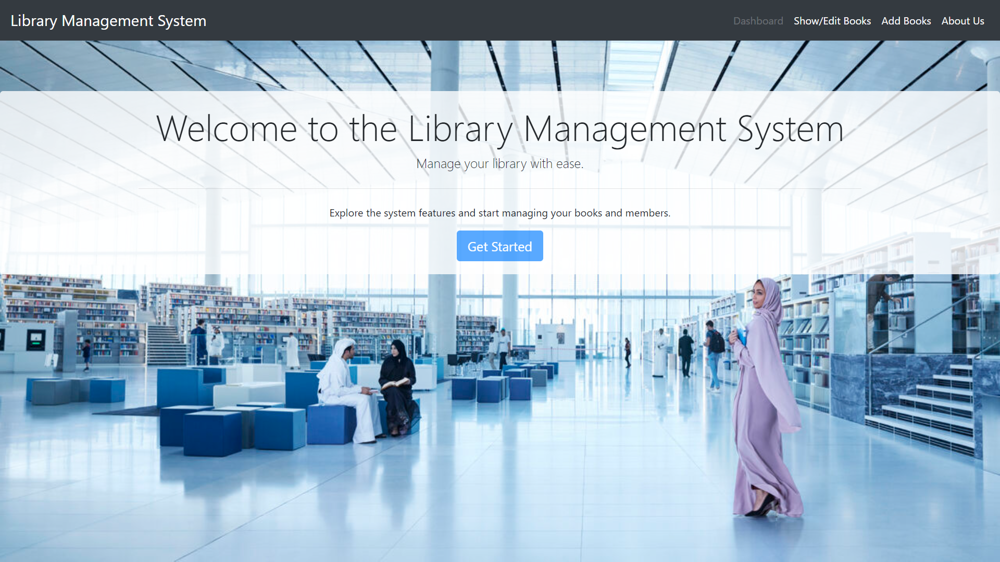 Library Management System
Dashboard Show/Edit Books Add Books About Us
Welcome to the Library Management System
Manage your library with ease.
Explore the system features and start managing your books and members.
Get Started